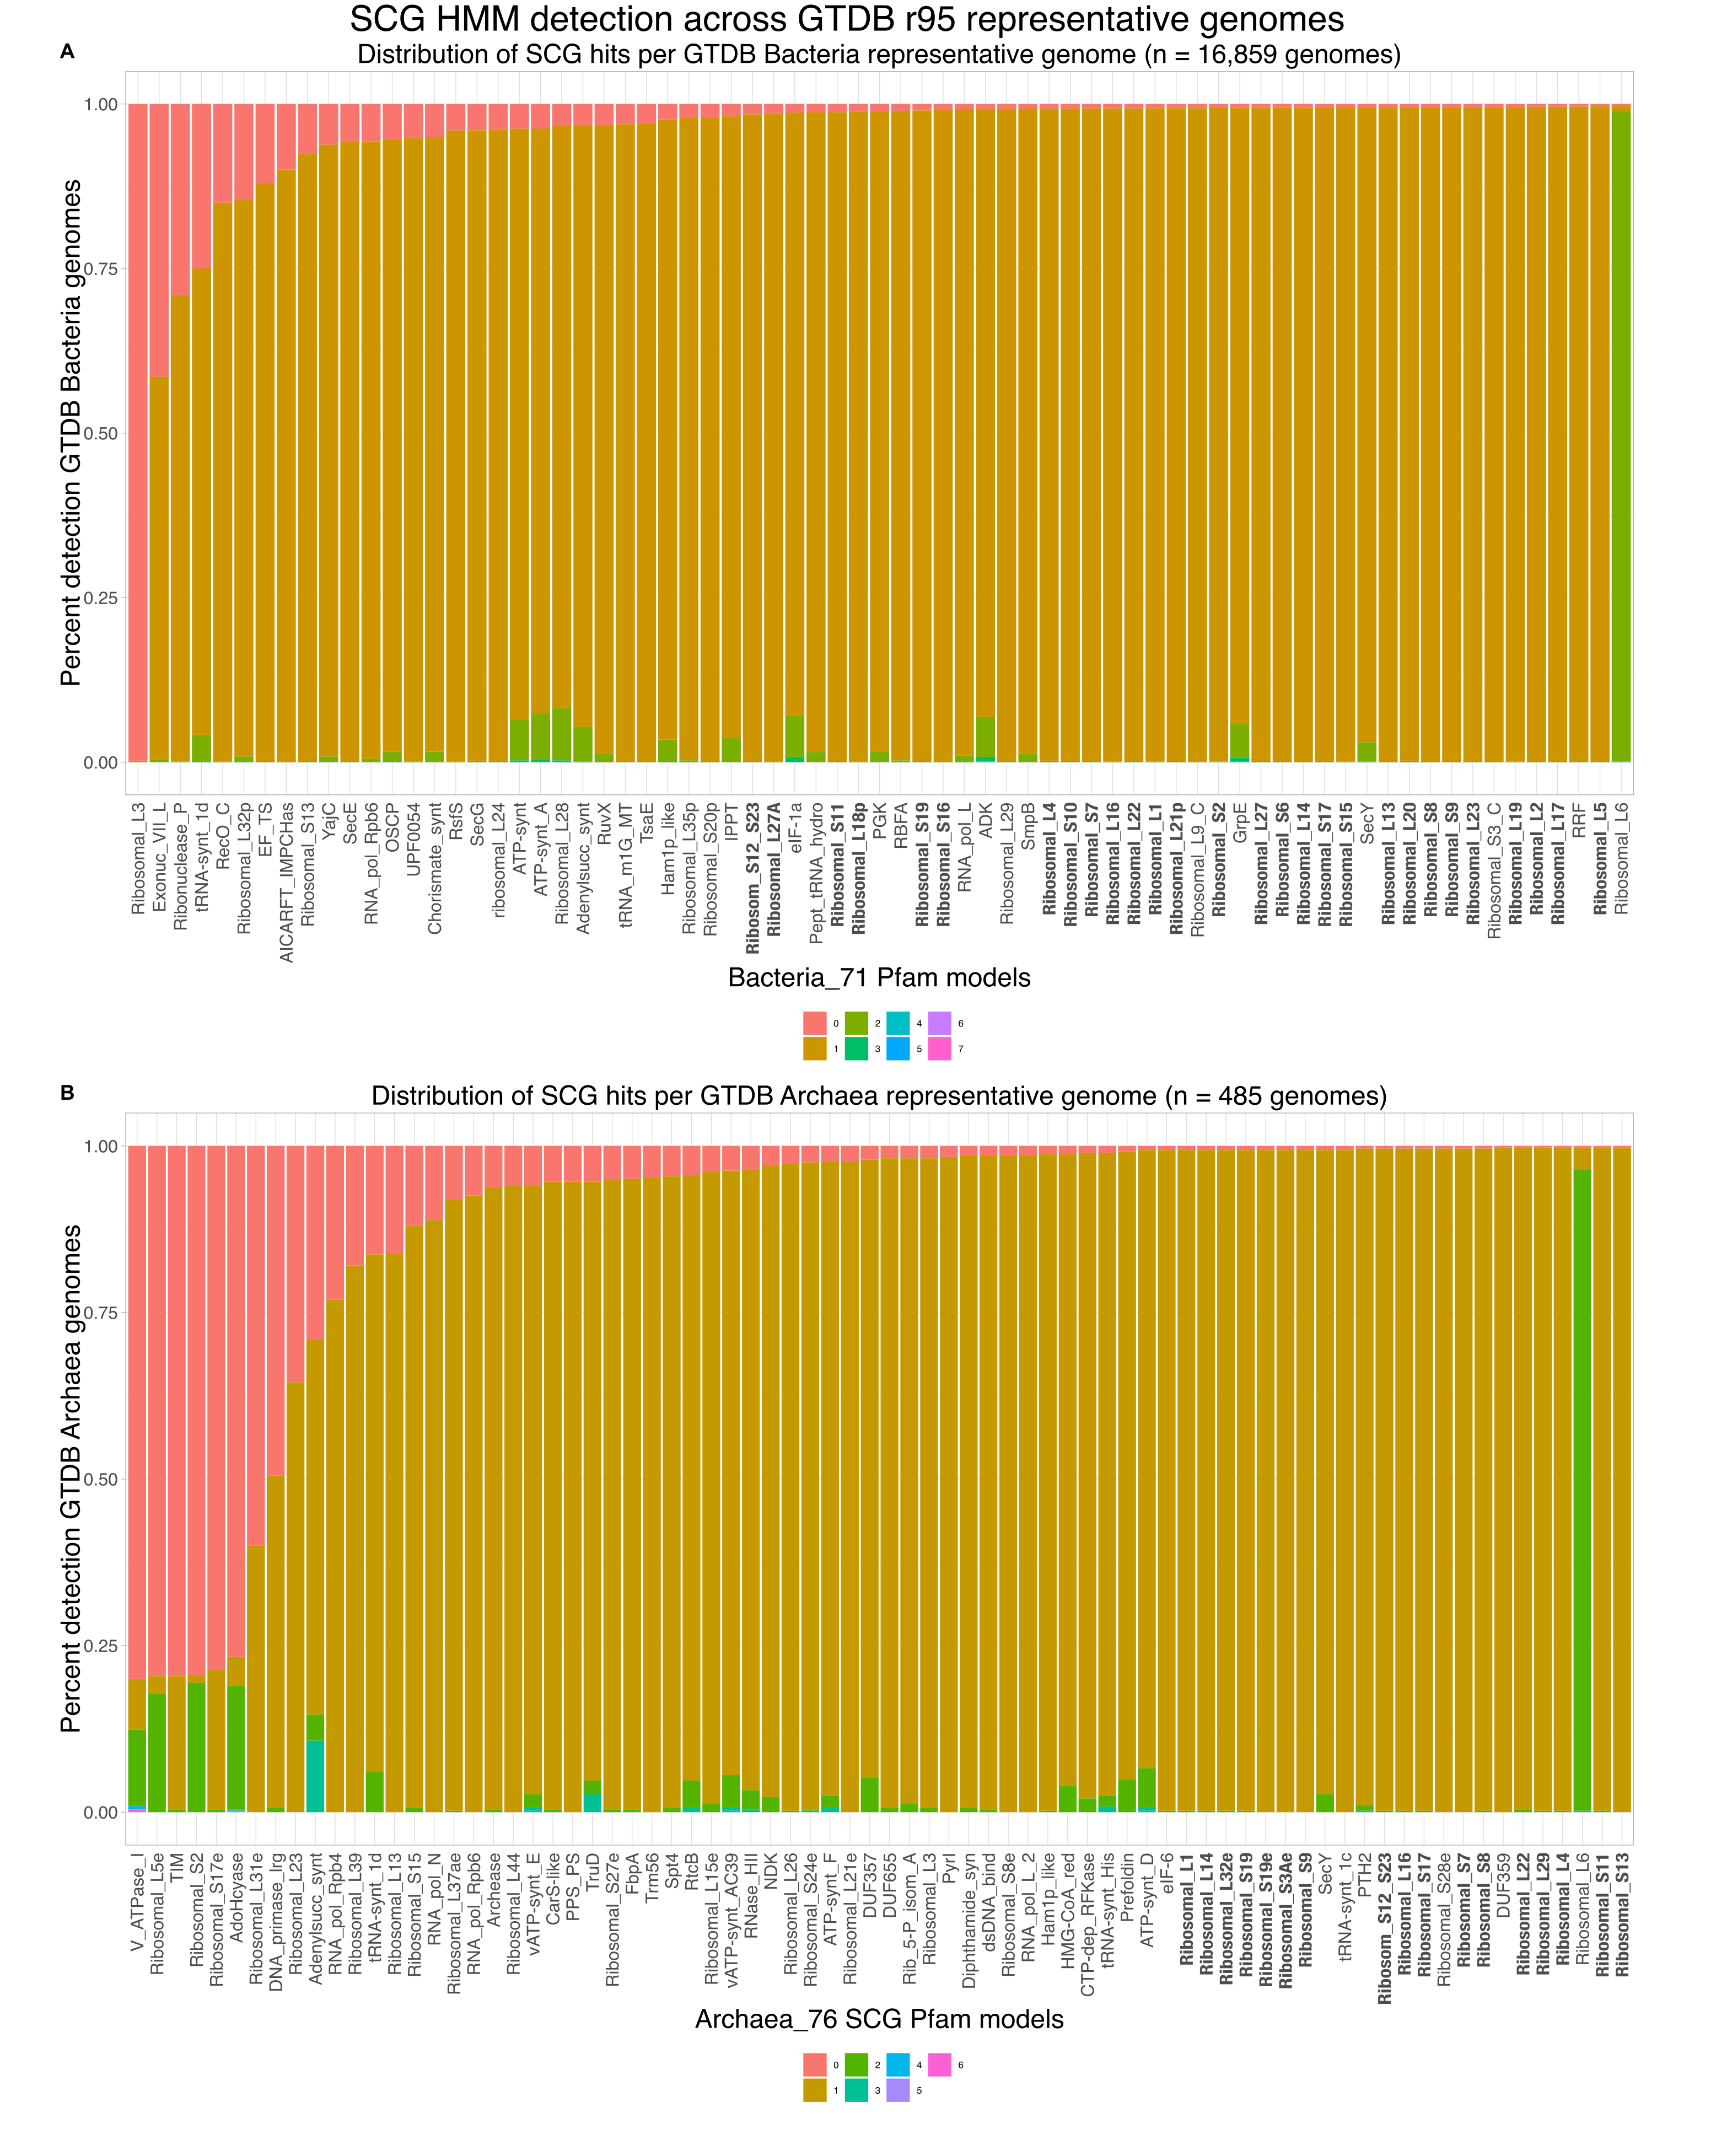 SCG HMM detection across GTDB r95 representative genomes
A
Distribution of SCG hits per GTDB Bacteria representative genome (n = 16,859 genomes)
Percent detection GTDB Bacteria genomes
1.00
0.75
0.50
0.25
0.00
Ribosomal_L3
Exonuc_VII_L
Ribonuclease_P
tRNA-synt_1d
RecO_C
Ribosomal_L32p
EF_TS
AICARFT_IMPCHas
Ribosomal_S13
YajC
SecE
RNA_pol_Rpb6
OSCP
UPF0054
Chorismate_synt
RsfS
SecG
ribosomal_L24
ATP-synt
ATP-synt_A
Ribosomal_L28
Adenylsucc_synt
RuvX
tRNA_m1G_MT
TsaE
Ham1p_like
Ribosomal_L35p
Ribosomal_S20p
IPPT
Ribosom_S12_S23
Ribosomal_L27A
eIF-1a
Pept_tRNA_hydro
Ribosomal_S11
Ribosomal_L18p
PGK
RBFA
Ribosomal_S19
Ribosomal_S16
RNA_pol_L
ADK
Ribosomal_L29
SmpB
Ribosomal_L4
Ribosomal_S10
Ribosomal_S7
Ribosomal_L16
Ribosomal_L22
Ribosomal_L1
Ribosomal_L21p
Ribosomal_L9_C
Ribosomal_S2
GrpE
Ribosomal_L27
Ribosomal_S6
Ribosomal_L14
Ribosomal_S17
Ribosomal_S15
SecY
Ribosomal_L13
Ribosomal_L20
Ribosomal_S8
Ribosomal_S9
Ribosomal_L23
Ribosomal_S3_C
Ribosomal_L19
Ribosomal_L2
Ribosomal_L17
RRF
Ribosomal_L5
Ribosomal_L6
Bacteria_71 Pfam models
0 2 4 6
1 3 5 7
B
Distribution of SCG hits per GTDB Archaea representative genome (n = 485 genomes)
Percent detection GTDB Archaea genomes
1.00
0.75
0.50
0.25
0.00
V_ATPase_I
Ribosomal_L5e
TIM
Ribosomal_S2
Ribosomal_S17e
AdoHcyase
Ribosomal_L31e
DNA_primase_lrg
Ribosomal_L23
Adenylsucc_synt
RNA_pol_Rpb4
Ribosomal_L39
tRNA-synt_1d
Ribosomal_L13
Ribosomal_S15
RNA_pol_N
Ribosomal_L37ae
RNA_pol_Rpb6
Archease
Ribosomal_L44
vATP-synt_E
CarS-like
PPS_PS
TruD
Ribosomal_S27e
FbpA
Trm56
Spt4
RtcB
Ribosomal_L15e
vATP-synt_AC39
RNase_HII
NDK
Ribosomal_L26
Ribosomal_S24e
ATP-synt_F
Ribosomal_L21e
DUF357
DUF655
Rib_5-P_isom_A
Ribosomal_L3
PyrI
Diphthamide_syn
dsDNA_bind
Ribosomal_S8e
RNA_pol_L_2
Ham1p_like
HMG-CoA_red
CTP-dep_RFKase
tRNA-synt_His
Prefoldin
ATP-synt_D
eIF-6
Ribosomal_L1
Ribosomal_L14
Ribosomal_L32e
Ribosomal_S19
Ribosomal_S19e
Ribosomal_S3Ae
Ribosomal_S9
SecY
tRNA-synt_1c
PTH2
Ribosom_S12_S23
Ribosomal_L16
Ribosomal_S17
Ribosomal_S28e
Ribosomal_S7
Ribosomal_S8
DUF359
Ribosomal_L22
Ribosomal_L29
Ribosomal_L4
Ribosomal_L6
Ribosomal_S11
Ribosomal_S13
Archaea_76 SCG Pfam models
0 2 4 6
1 3 5